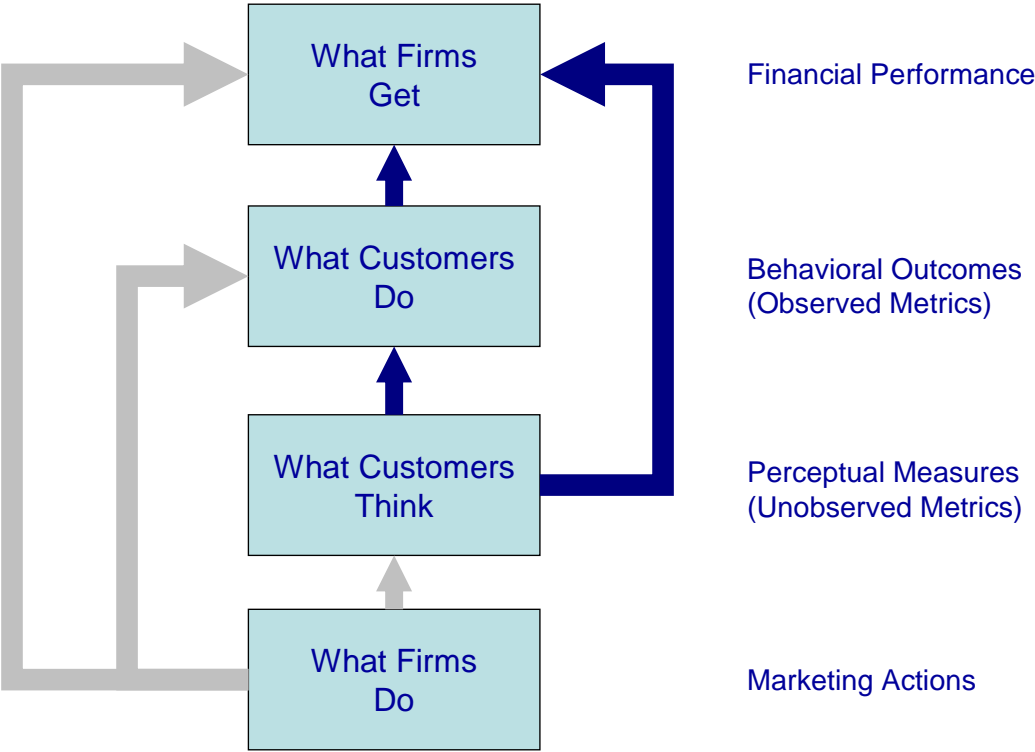 What Firms
Get
Financial Performance
What Customers
Do
Behavioral Outcomes
(Observed Metrics)
What Customers
Think
Perceptual Measures
(Unobserved Metrics)
What Firms
Do
Marketing Actions